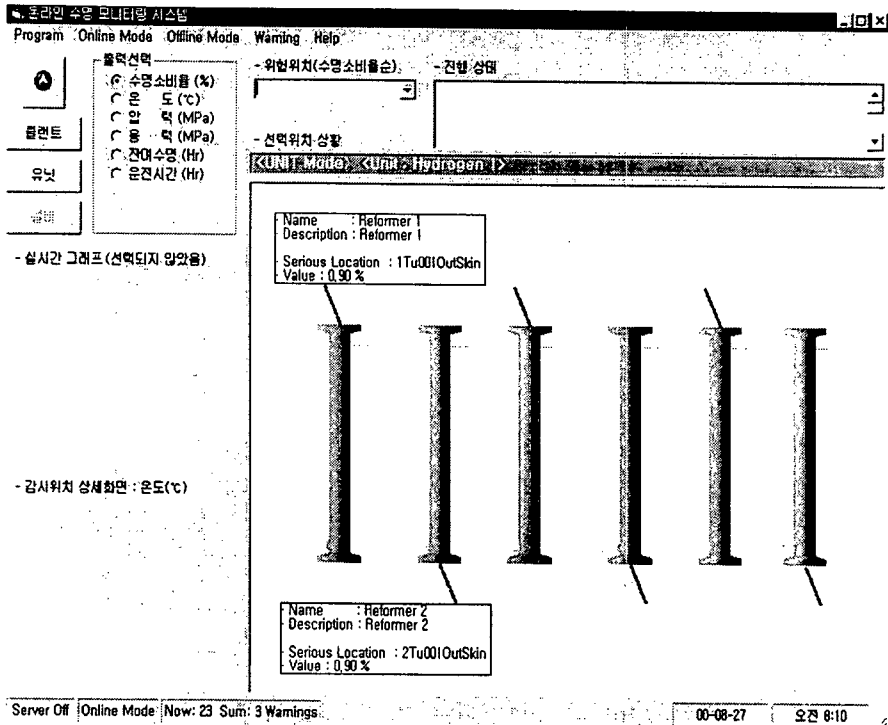 온라인 수명 모니터링 시스템
Program Online Mode Offline Mode Warning Help
출력선택
수명소비율 (%)
온 도 (℃)
압 력 (MPa)
응 력 (MPa)
잔여수명 (Hr)
운전시간 (Hr)
플랜트
유닛
설비
- 위험위치(수명소비율순)
- 진행 상태
- 선택위치 상황
<UNIT Mode> <Unit : Hydrogen 1>
- 실시간 그래프 (선택되지 않았음)
Name : Reformer 1
Description : Reformer 1
Serious Location : 1Tu001OutSkin
Value : 0,90 %
- 감시위치 상세화면 : 온도(℃)
Name : Reformer 2
Description : Reformer 2
Serious Location : 2Tu001OutSkin
Value : 0,90 %
Server Off Online Mode Now: 23 Sum: 3 Warnings
00-08-27 오전 8:10